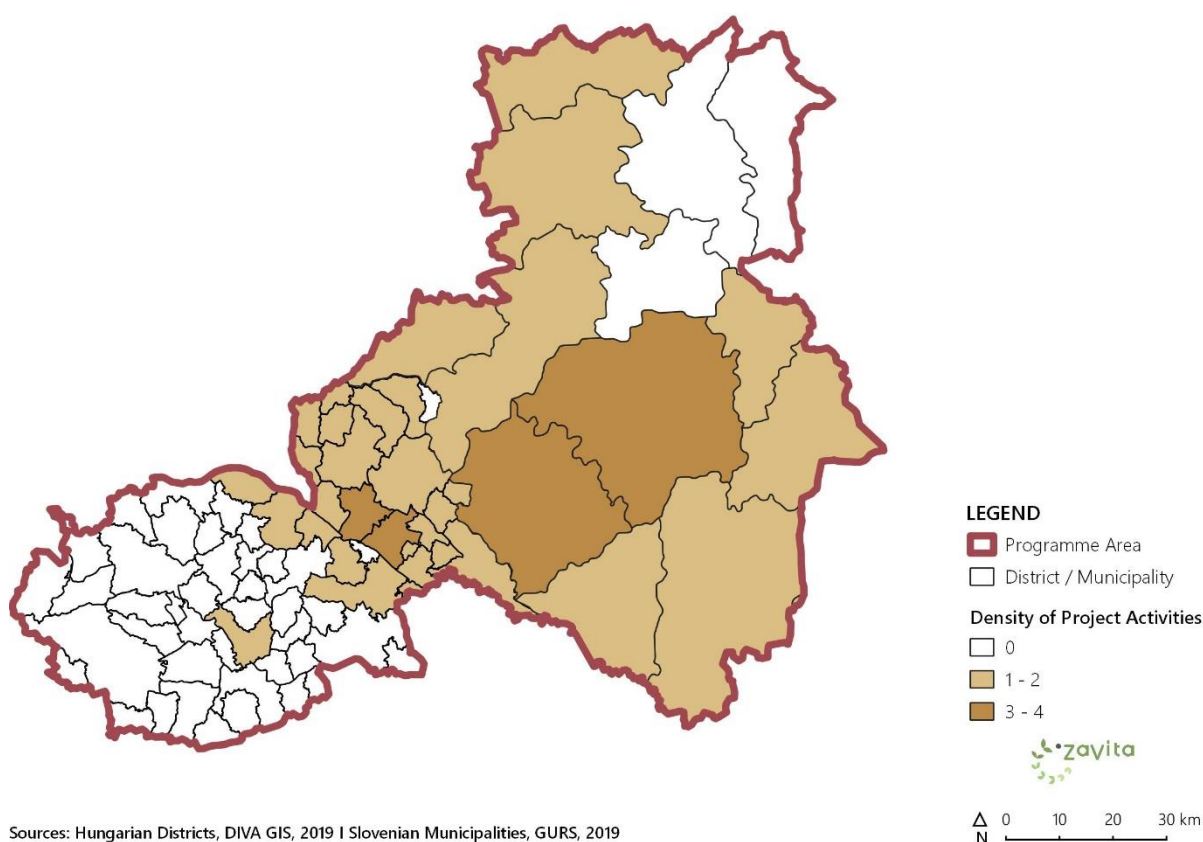 LEGEND
Programme Area
District / Municipality
Density of Project Activities
0
1 - 2
3 - 4
zavita
Δ
N
0 10 20 30 km
Sources: Hungarian Districts, DIVA GIS, 2019 I Slovenian Municipalities, GURS, 2019